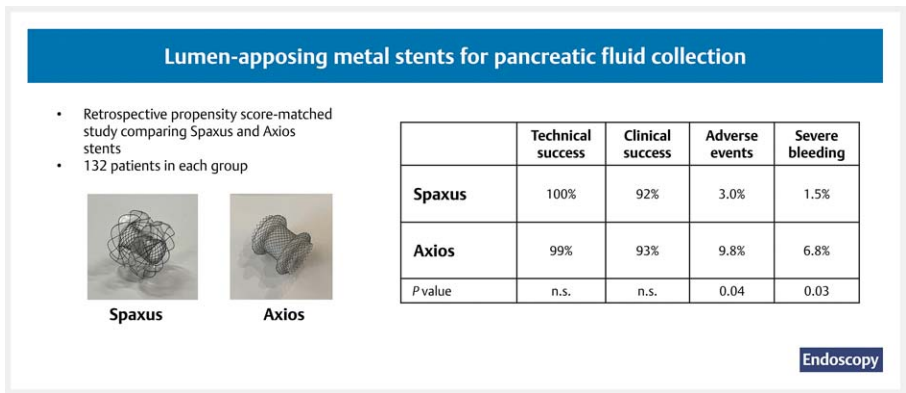 Lumen-apposing metal stents for pancreatic fluid collection
• Retrospective propensity score-matched
study comparing Spaxus and Axios
stents
• 132 patients in each group
Spaxus
Axios
Technical success
Clinical success
Adverse events
Severe bleeding
Spaxus 100% 92% 3.0% 1.5%
Axios 99% 93% 9.8% 6.8%
P value n.s. n.s. 0.04 0.03
Endoscopy